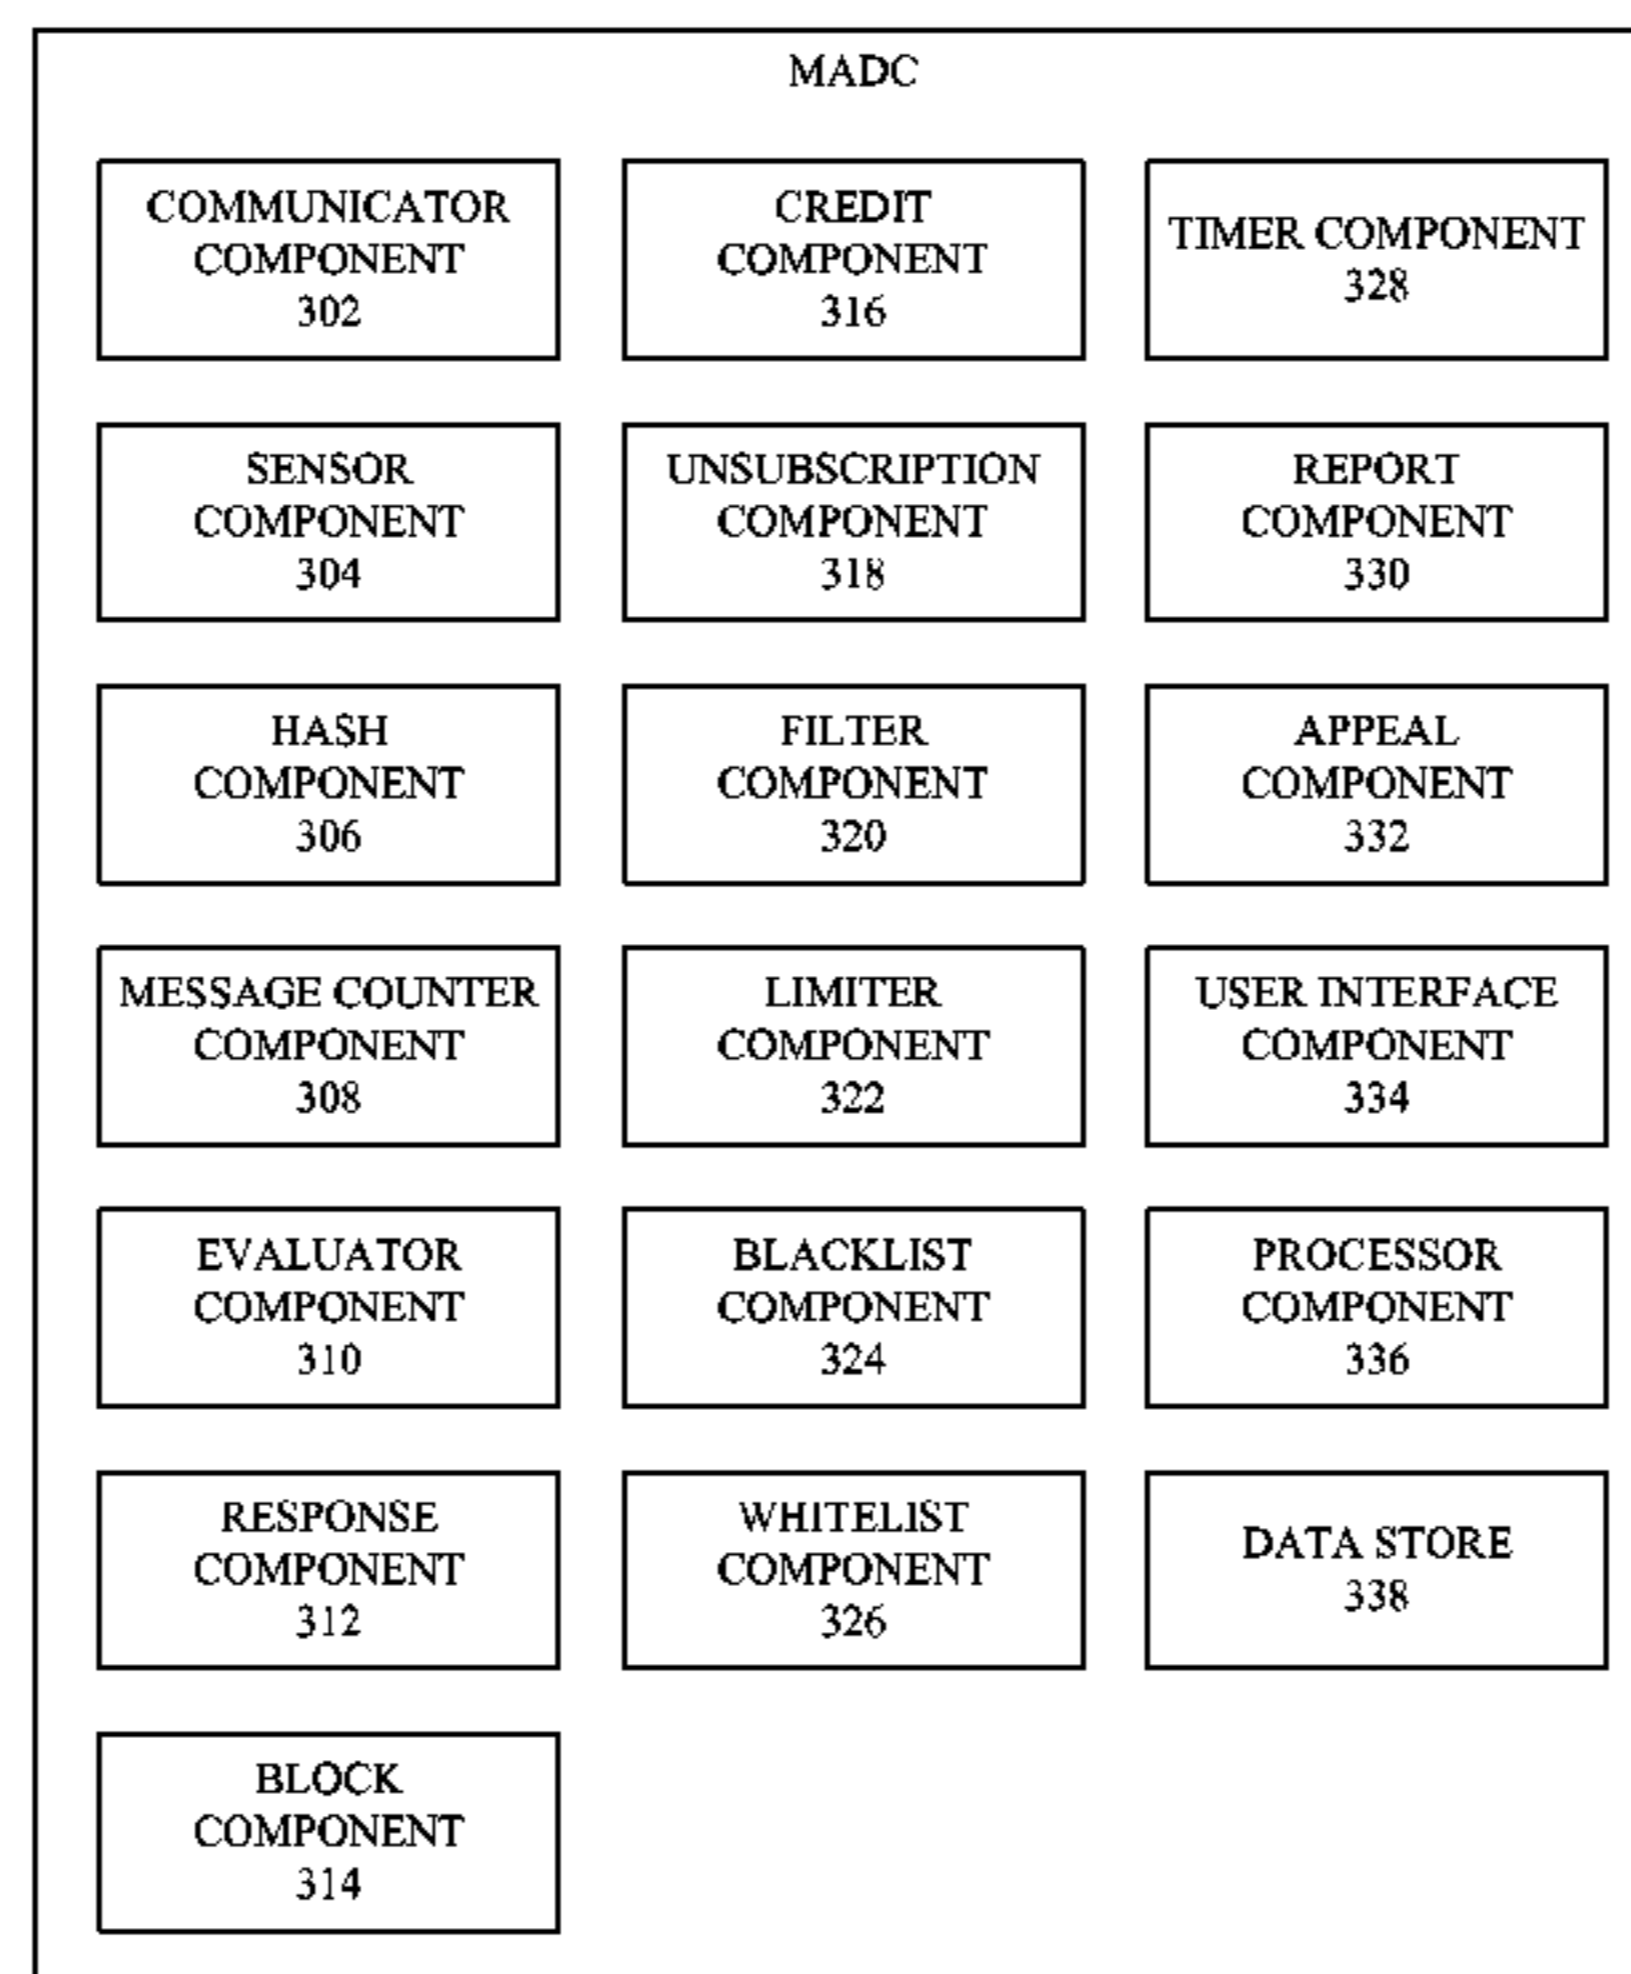 MADC
COMMUNICATOR
COMPONENT
302
SENSOR
COMPONENT
304
HASH
COMPONENT
306
MESSAGE COUNTER
COMPONENT
308
EVALUATOR
COMPONENT
310
RESPONSE
COMPONENT
312
BLOCK
COMPONENT
314
CREDIT
COMPONENT
316
UNSUBSCRIPTION
COMPONENT
318
FILTER
COMPONENT
320
LIMITER
COMPONENT
322
BLACKLIST
COMPONENT
324
WHITELIST
COMPONENT
326
TIMER COMPONENT
328
REPORT
COMPONENT
330
APPEAL
COMPONENT
332
USER INTERFACE
COMPONENT
334
PROCESSOR
COMPONENT
336
DATA STORE
338